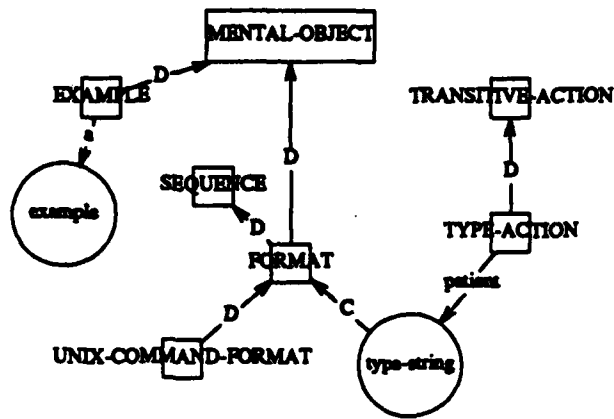 MENTAL-OBJECT
D
EXAMPLE
TRANSITIVE-ACTION
a
D
D
SEQUENCE
example
D
TYPE-ACTION
FORMAT
patient
D
C
UNIX-COMMAND-FORMAT
type-string